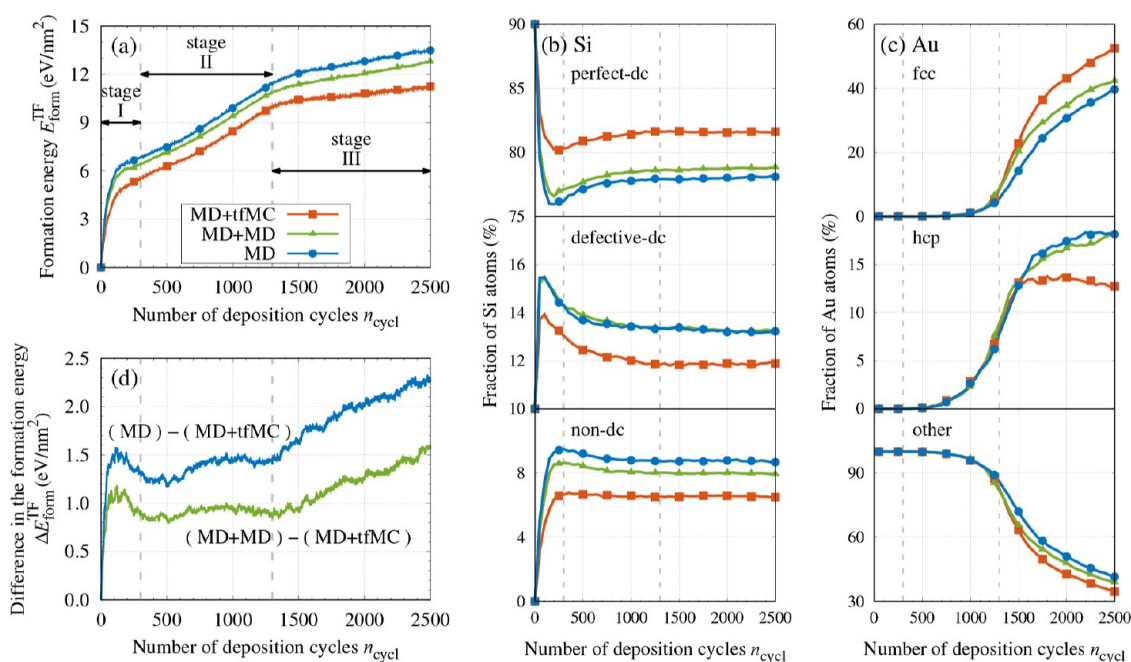 (a)
stage
II
stage
I
stage
III
MD+tfMC
MD+MD
MD
Formation energy E^TF_form (eV/nm²)
15
12
9
6
3
0
0 500 1000 1500 2000 2500
Number of deposition cycles n_cycl
(d)
(MD) − (MD+tfMC)
(MD+MD) − (MD+tfMC)
Difference in the formation energy
ΔE^TF_form (eV/nm²)
2.5
2.0
1.5
1.0
0.5
0.0
0 500 1000 1500 2000 2500
Number of deposition cycles n_cycl
(b) Si
perfect-dc
defective-dc
non-dc
Fraction of Si atoms (%)
90
85
80
75
16
14
12
10
12
8
4
0
0 500 1000 1500 2000 2500
Number of deposition cycles n_cycl
(c) Au
fcc
hcp
other
Fraction of Au atoms (%)
60
40
20
0
15
10
5
0
90
60
30
0 500 1000 1500 2000 2500
Number of deposition cycles n_cycl